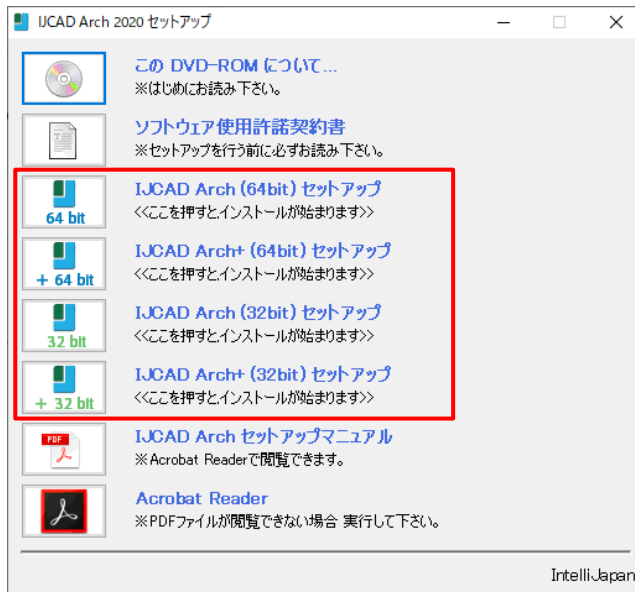 IJCAD Arch 2020 セットアップ
この DVD-ROM について...
※はじめにお読み下さい。
ソフトウェア使用許諾契約書
※セットアップを行う前に必ずお読み下さい。
64 bit
IJCAD Arch (64bit) セットアップ
<<ここを押すとインストールが始まります>>
+ 64 bit
IJCAD Arch+ (64bit) セットアップ
<<ここを押すとインストールが始まります>>
32 bit
IJCAD Arch (32bit) セットアップ
<<ここを押すとインストールが始まります>>
+ 32 bit
IJCAD Arch+ (32bit) セットアップ
<<ここを押すとインストールが始まります>>
PDF
IJCAD Arch セットアップマニュアル
※Acrobat Readerで閲覧できます。
Acrobat Reader
※PDFファイルが閲覧できない場合 実行して下さい。
IntelliJapan